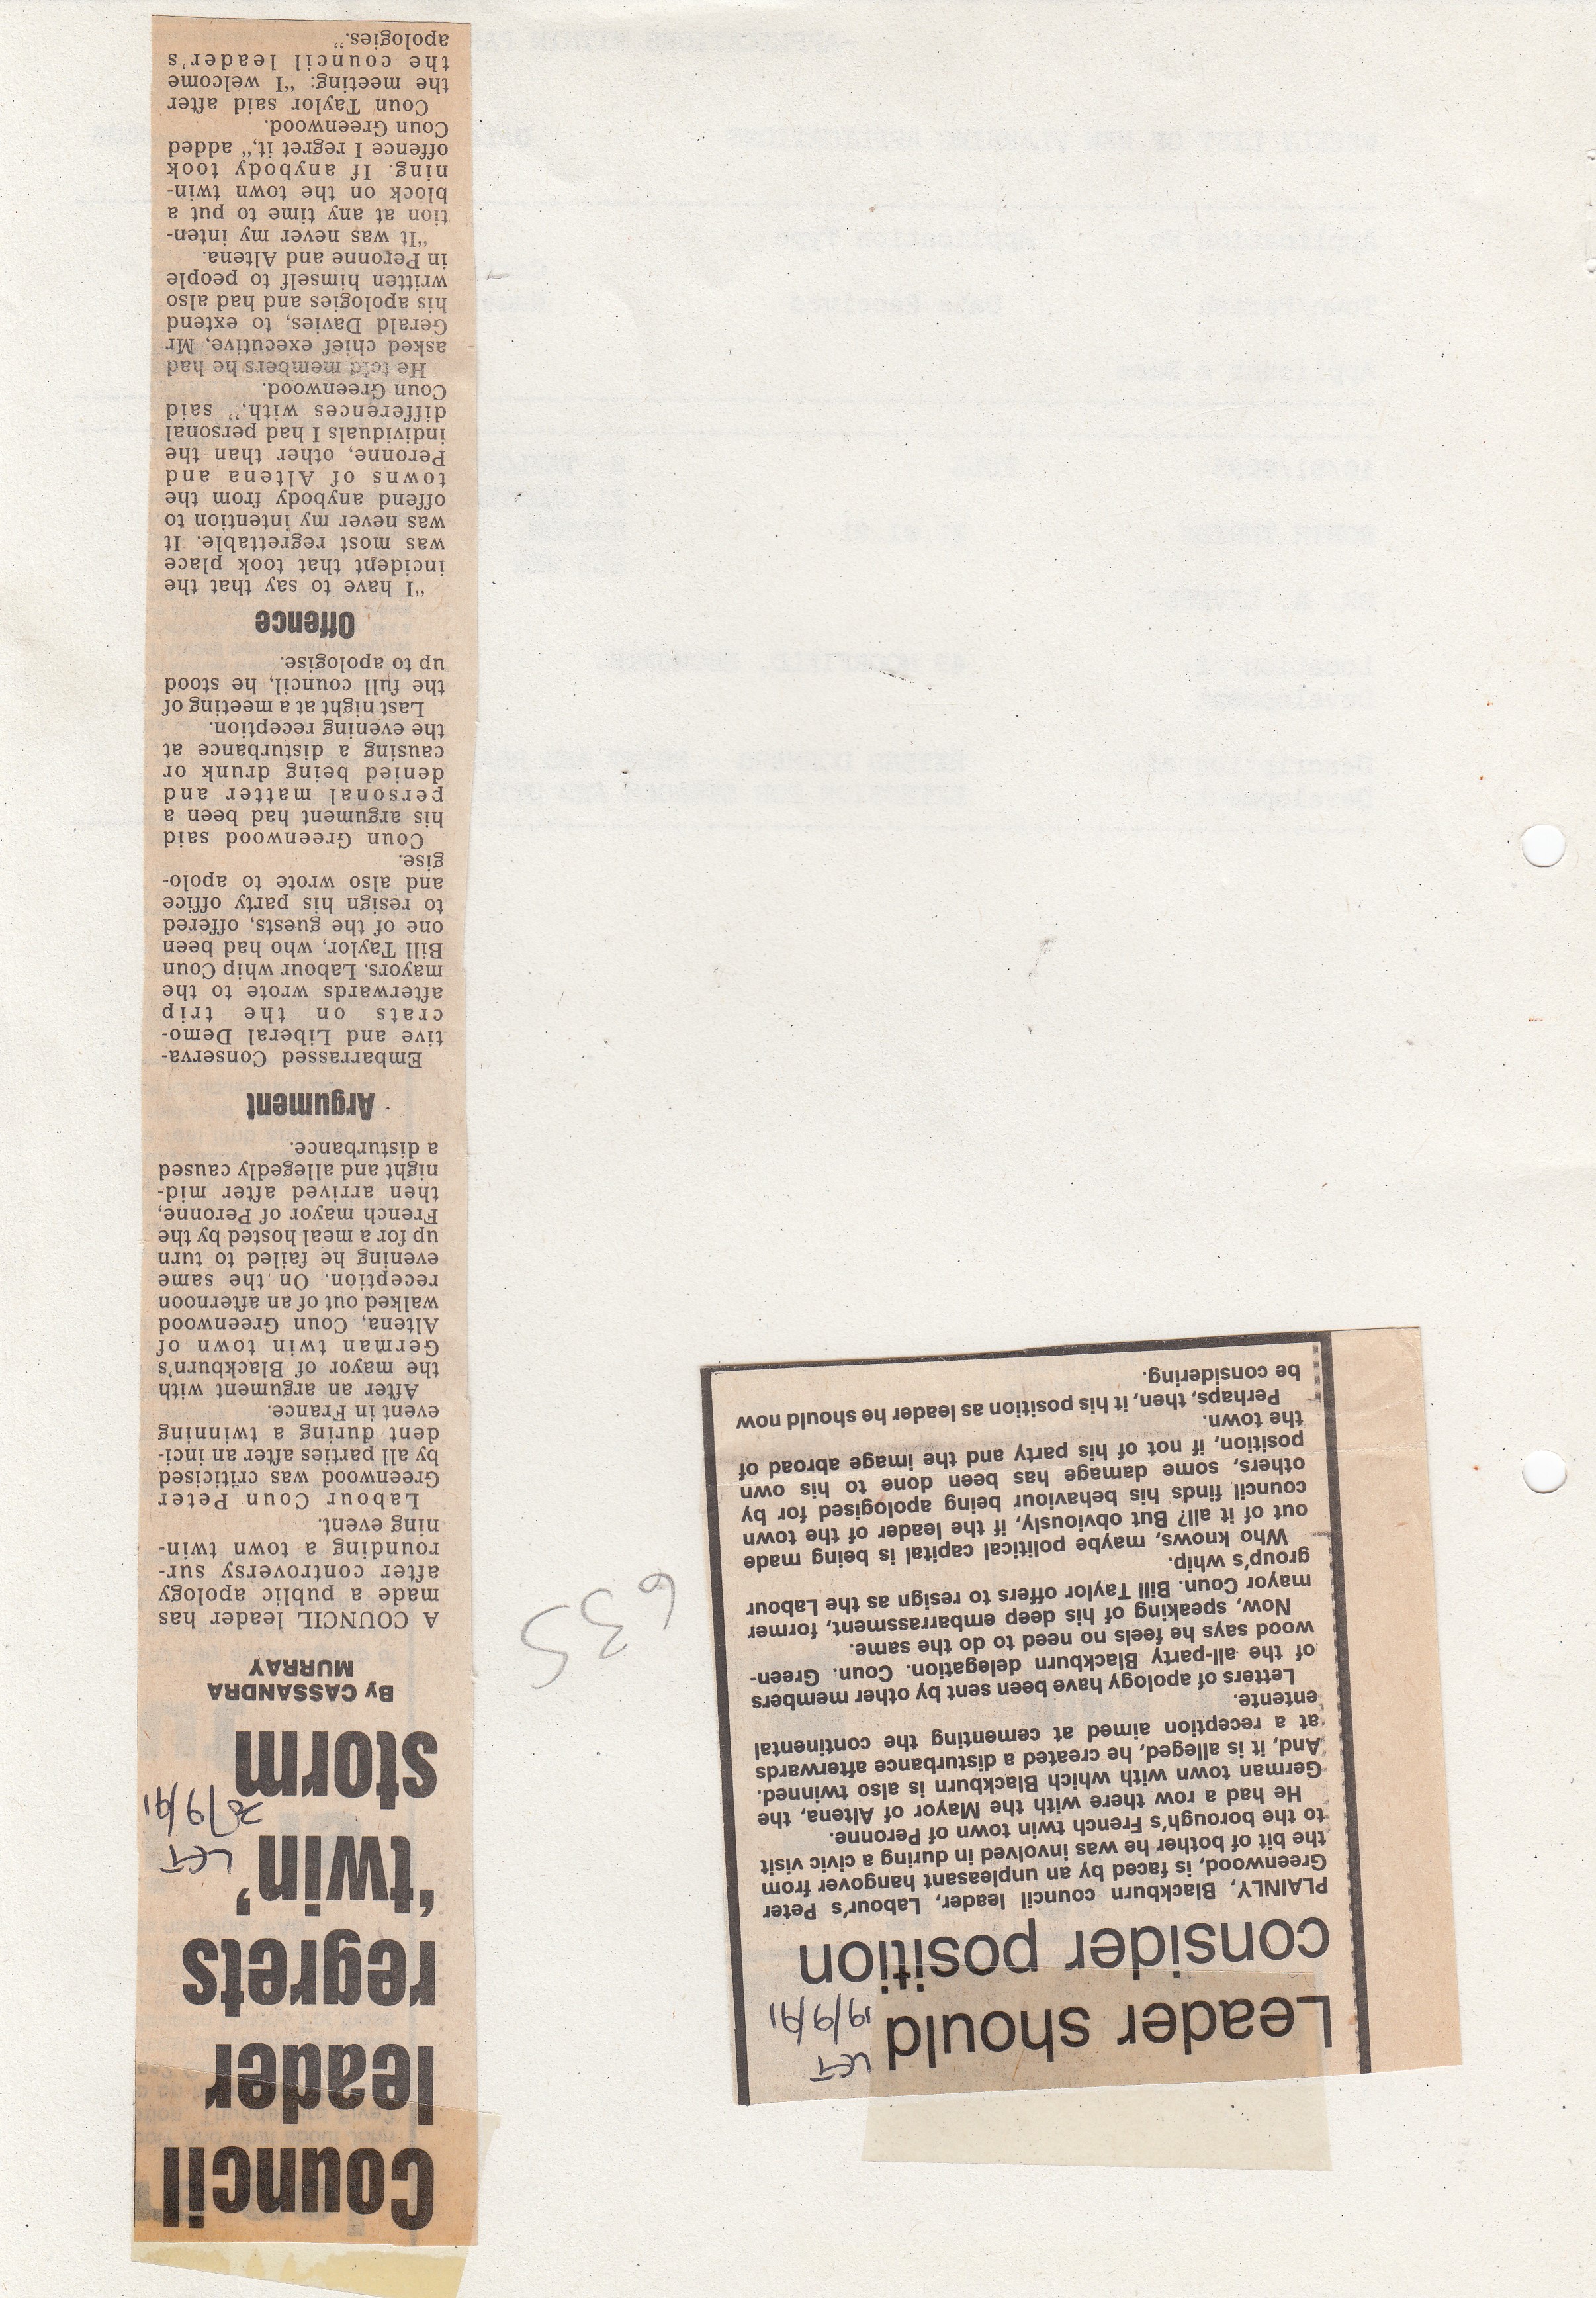 Leader should
LET
19/9/91
consider position
PLAINLY, Blackburn council leader, Labour's Peter
Greenwood, is faced by an unpleasant hangover from
the bit of bother he was involved in during a civic visit
to the borough's French twin town of Peronne.
He had a row there with the Mayor of Altena, the
German town with which Blackburn is also twinned.
And, it is alleged, he created a disturbance afterwards
at a reception aimed at cementing the continental
entente.
Letters of apology have been sent by other members
of the all-party Blackburn delegation. Coun. Green-
wood says he feels no need to do the same.
Now, speaking of his deep embarrassment, former
mayor Coun. Bill Taylor offers to resign as the Labour
group's whip.
Who knows, maybe political capital is being made
out of it all? But obviously, if the leader of the town
council finds his behaviour being apologised for by
others, some damage has been done to his own
position, if not of his party and the image abroad of
the town.
Perhaps, then, it his position as leader he should now
be considering.
635
Council
leader
regrets
'twin'
LET
storm
By CASSANDRA
MURRAY
A COUNCIL leader has
made a public apology
after controversy sur-
rounding a town twin-
ning event.
Labour Coun Peter
Greenwood was criticised
by all parties after an inci-
dent during a twinning
event in France.
After an argument with
the mayor of Blackburn's
German twin town of
Altena, Coun Greenwood
walked out of an afternoon
reception. On the same
evening he failed to turn
up for a meal hosted by the
French mayor of Peronne,
then arrived after mid-
night and allegedly caused
a disturbance.
Argument
Embarrassed Conserva-
tive and Liberal Demo-
crats on the trip
afterwards wrote to the
mayors. Labour whip Coun
Bill Taylor, who had been
one of the guests, offered
to resign his party office
and also wrote to apolo-
gise.
Coun Greenwood said
his argument had been a
personal matter and
denied being drunk or
causing a disturbance at
the evening reception.
Last night at a meeting of
the full council, he stood
up to apologise.
Offence
"I have to say that the
incident that took place
was most regrettable. It
was never my intention to
offend anybody from the
towns of Altena and
Peronne, other than the
individuals I had personal
differences with," said
Coun Greenwood.
He told members he had
asked chief executive, Mr
Gerald Davies, to extend
his apologies and had also
written himself to people
in Peronne and Altena.
"It was never my inten-
tion at any time to put a
block on the town twin-
ning. If anybody took
offence I regret it," added
Coun Greenwood.
Coun Taylor said after
the meeting: "I welcome
the council leader's
apologies."